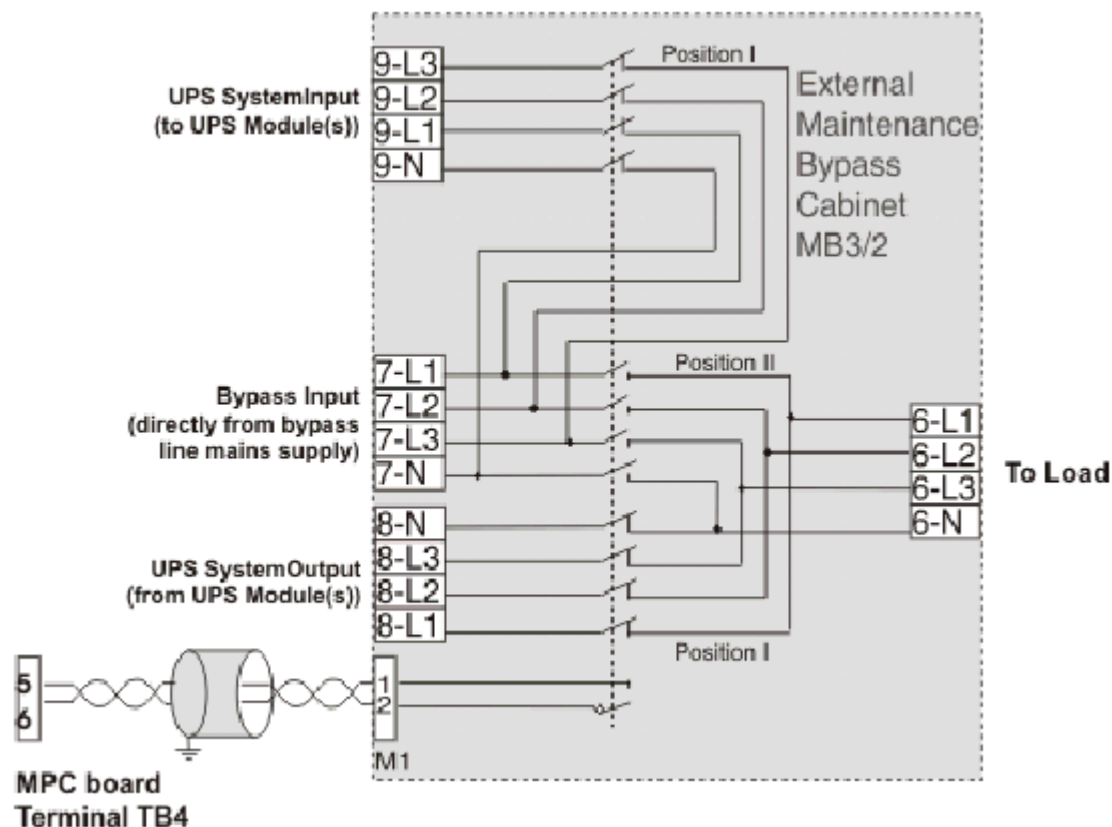 9-L3
Position I
UPS SystemInput
(to UPS Module(s))
9-L2
9-L1
9-N
External
Maintenance
Bypass
Cabinet
MB3/2
7-L1
Position II
Bypass Input
(directly from bypass
line mains supply)
7-L2
7-L3
7-N
6-L1
6-L2
6-L3
6-N
To Load
8-N
UPS SystemOutput
(from UPS Module(s))
8-L3
8-L2
8-L1
Position I
5
6
1
2
M1
MPC board
Terminal TB4